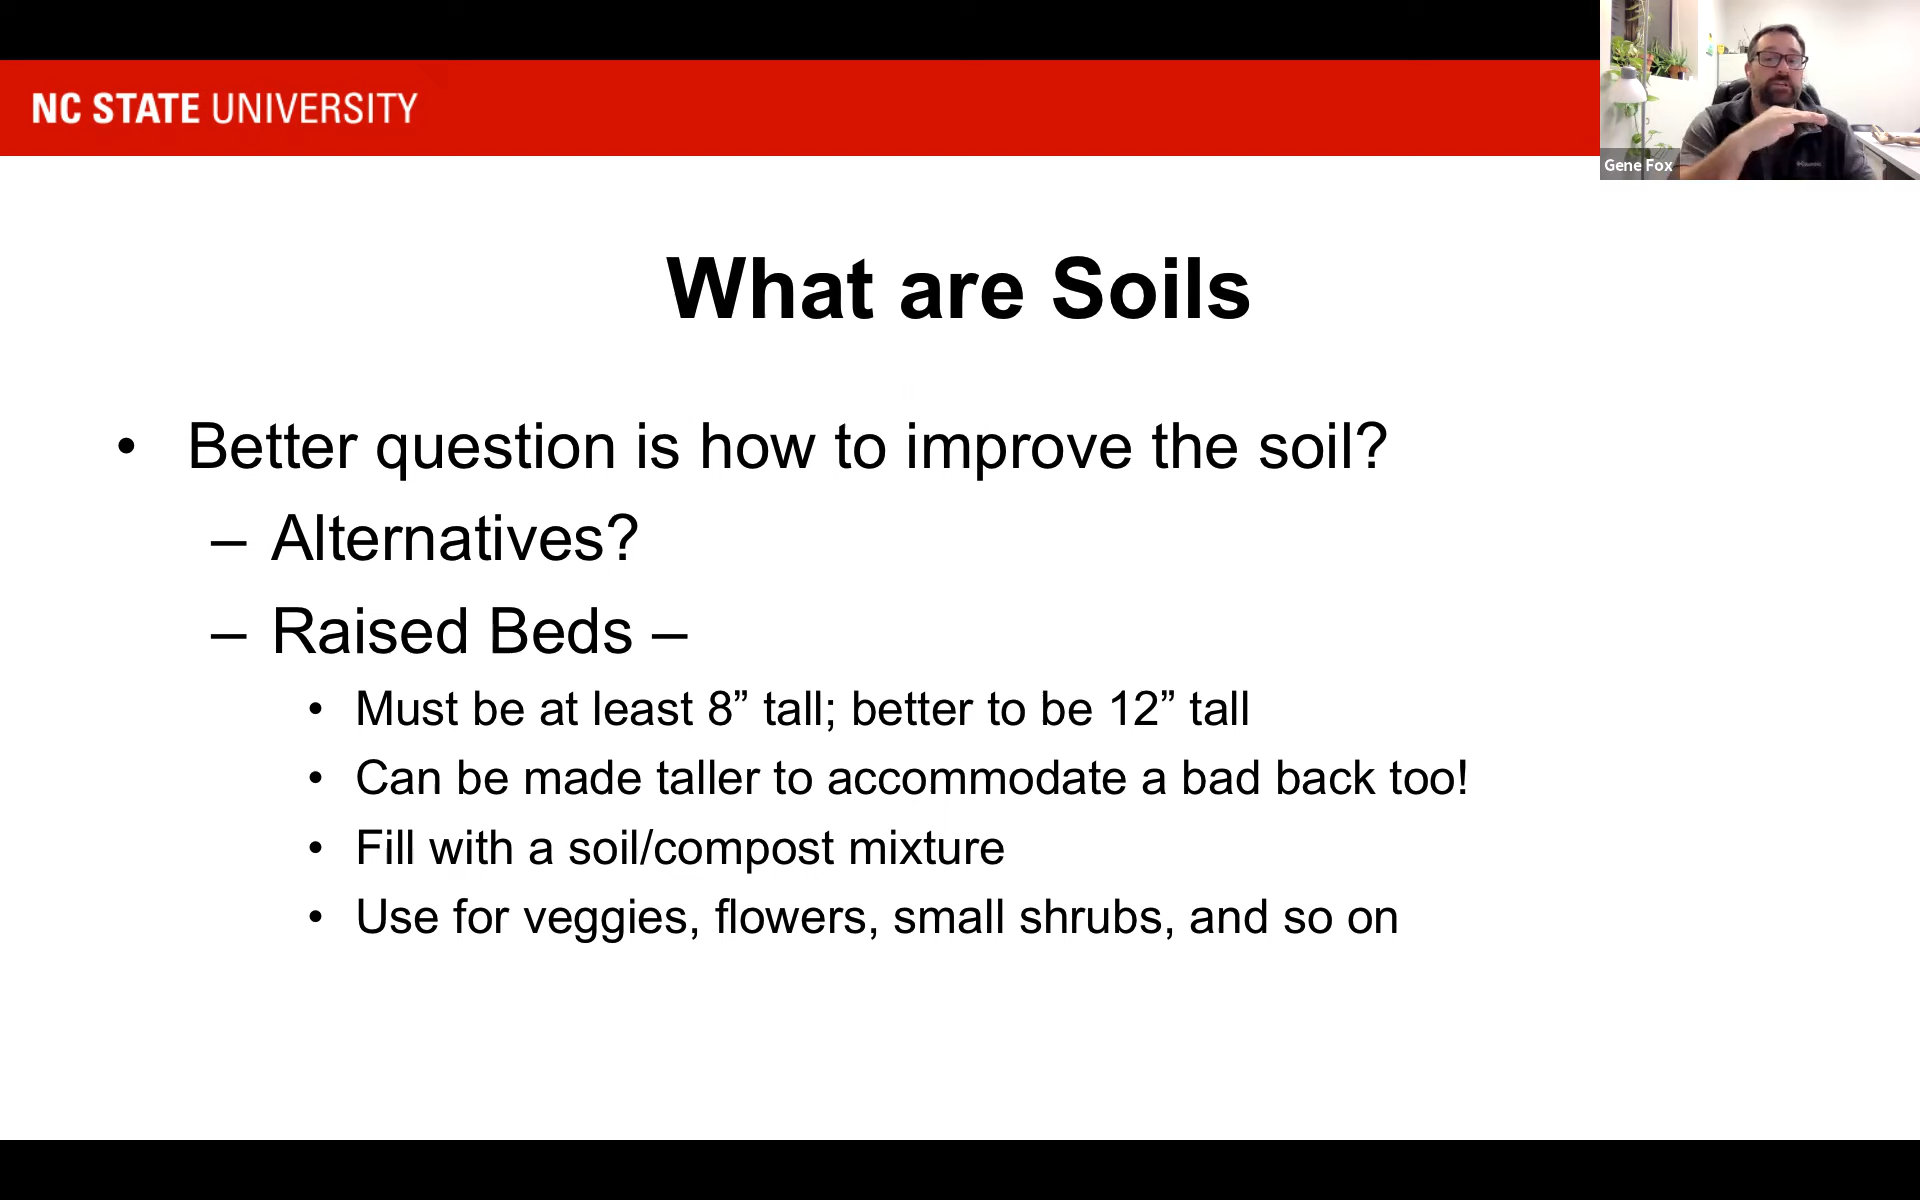 NC STATE UNIVERSITY
Gene Fox
What are Soils
• Better question is how to improve the soil?
– Alternatives?
– Raised Beds –
• Must be at least 8” tall; better to be 12” tall
• Can be made taller to accommodate a bad back too!
• Fill with a soil/compost mixture
• Use for veggies, flowers, small shrubs, and so on